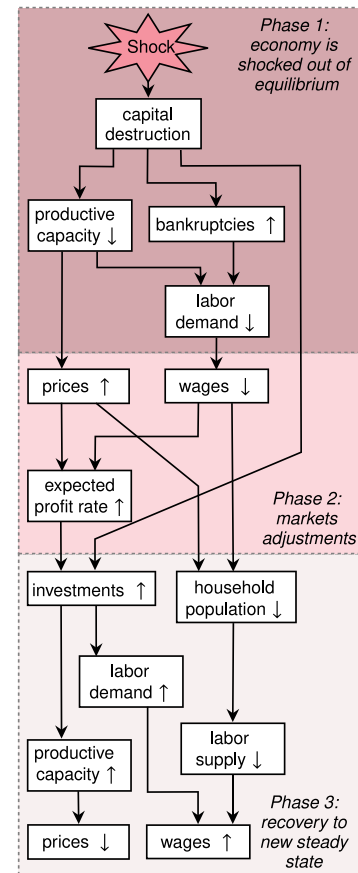 Phase 1:
economy is
shocked out of
equilibrium
Shock
capital
destruction
productive
capacity ↓
bankruptcies ↑
labor
demand ↓
prices ↑
wages ↓
expected
profit rate ↑
Phase 2:
markets
adjustments
investments ↑
household
population ↓
labor
demand ↑
productive
capacity ↑
labor
supply ↓
prices ↓
wages ↑
Phase 3:
recovery to
new steady
state